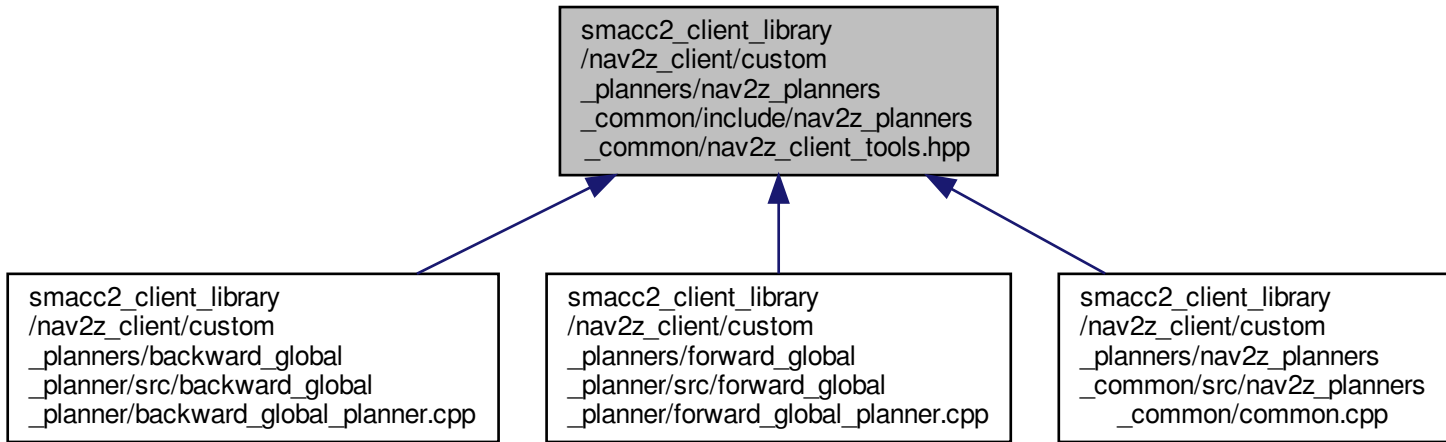 smacc2_client_library
/nav2z_client/custom
_planners/nav2z_planners
_common/include/nav2z_planners
_common/nav2z_client_tools.hpp
smacc2_client_library
/nav2z_client/custom
_planners/backward_global
_planner/src/backward_global
_planner/backward_global_planner.cpp
smacc2_client_library
/nav2z_client/custom
_planners/forward_global
_planner/src/forward_global
_planner/forward_global_planner.cpp
smacc2_client_library
/nav2z_client/custom
_planners/nav2z_planners
_common/src/nav2z_planners
_common/common.cpp